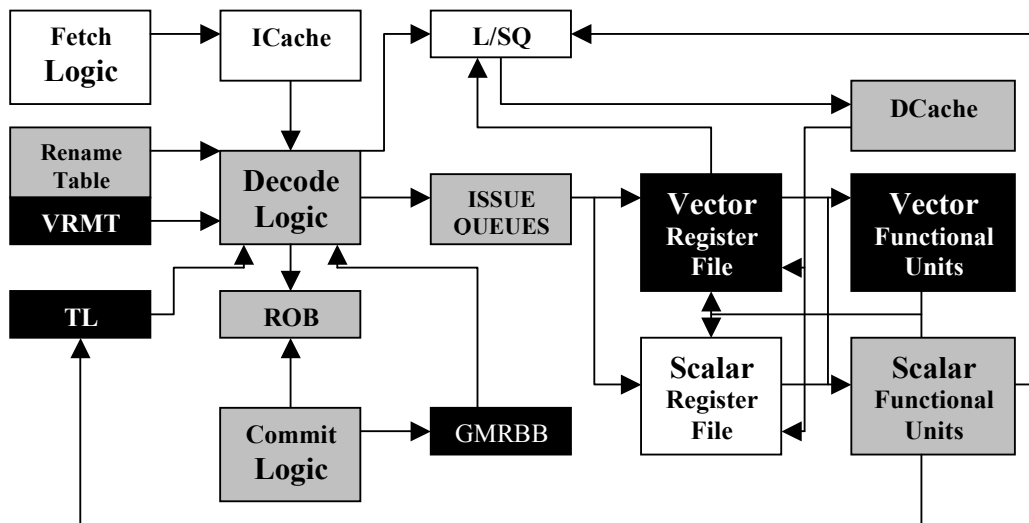 Fetch
Logic
ICache
L/SQ
DCache
Rename
Table
VRMT
Decode
Logic
ISSUE
QUEUES
Vector
Register
File
Vector
Functional
Units
TL
ROB
Scalar
Register
File
Scalar
Functional
Units
Commit
Logic
GMRBB